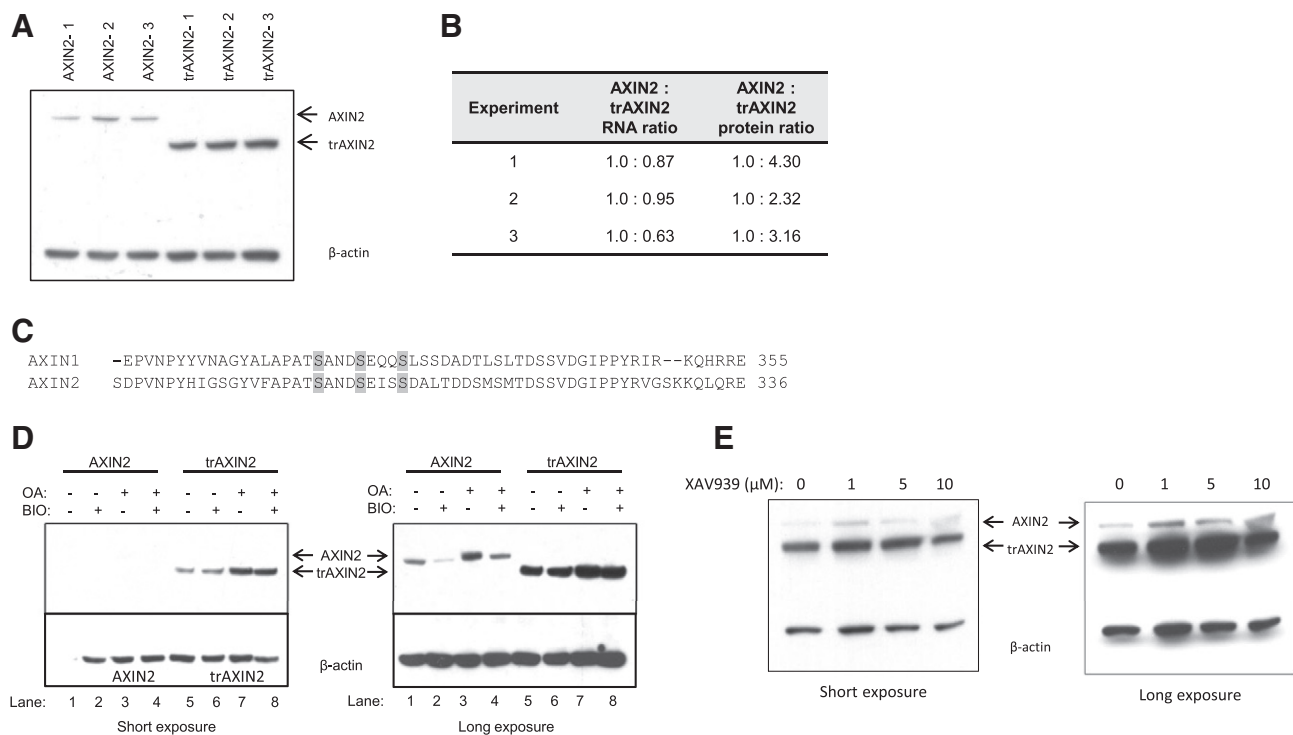 A
AXIN2- 1
AXIN2- 2
AXIN2- 3
trAXIN2- 1
trAXIN2- 2
trAXIN2- 3
AXIN2
trAXIN2
β-actin
B
Experiment
AXIN2 :
trAXIN2
RNA ratio
AXIN2 :
trAXIN2
protein ratio
1 1.0 : 0.87 1.0 : 4.30
2 1.0 : 0.95 1.0 : 2.32
3 1.0 : 0.63 1.0 : 3.16
C
AXIN1 -EPVNPYYVNAGYALAPATSANDSEQQSLSSDADTLSLTDSSVDGIPPYRIR--KQHRRE 355
AXIN2 SDPVNPYHIGSGYVFAPATSANDSEISSDALTDDSMSMTDSSVDGIPPYRVGSKKQLQRE 336
D
AXIN2 trAXIN2
OA: - - + + - - + +
BIO: - + - + - + - +
AXIN2 trAXIN2
Lane: 1 2 3 4 5 6 7 8
Short exposure
AXIN2
trAXIN2
β-actin
AXIN2 trAXIN2
OA: - - + + - - + +
BIO: - + - + - + - +
Lane: 1 2 3 4 5 6 7 8
Long exposure
E
XAV939 (µM): 0 1 5 10
Short exposure
AXIN2
trAXIN2
β-actin
0 1 5 10
Long exposure